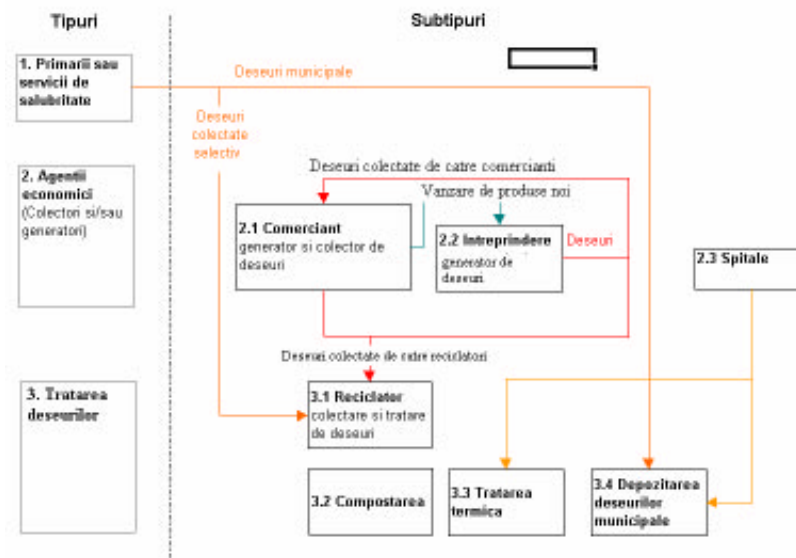 Tipuri
Subtipuri
1. Primarii sau
servicii de
salubritate
Deseuri municipale
Deseuri
colectate
selectiv
2. Agentii
economici
(Colectori si/sau
generatori)
Deseuri colectate de catre comercianti
Vanzare de produse noi
2.1 Comerciant
generator si colector de
deseuri
2.2 Intreprindere
generator de
deseuri
Deseuri
2.3 Spitale
Deseuri colectate de catre reciclatori
3. Tratarea
deseurilor
3.1 Reciclator
colectare si tratare
de deseuri
3.2 Compostarea
3.3 Tratarea
termica
3.4 Depozitarea
deseurilor
municipale